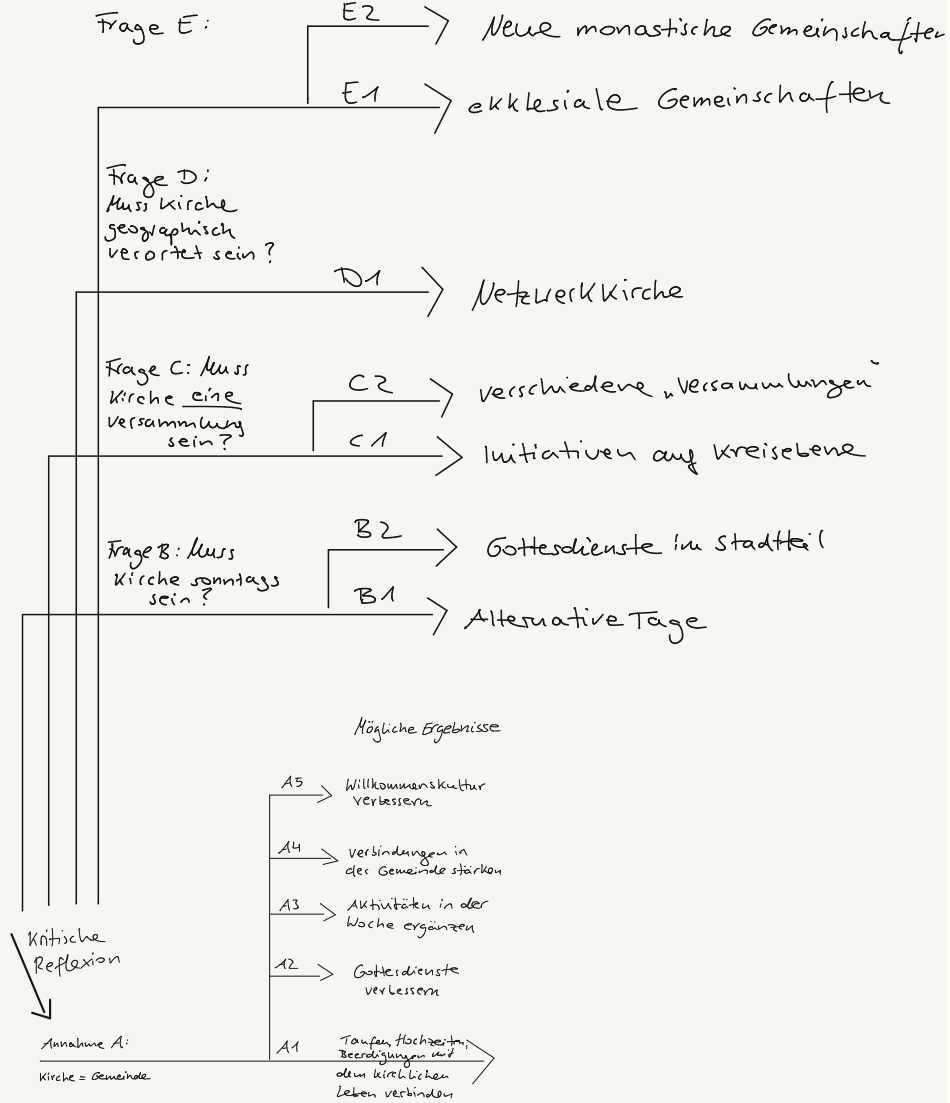 Frage E:
E2
Neue monastische Gemeinschaften
E1
ekklesiale Gemeinschaften
Frage D:
Muss Kirche
geographisch
verortet sein?
D1
Netzwerkkirche
Frage C: Muss
Kirche eine
Versammlung
sein?
C2
verschiedene „Versammlungen“
C1
Initiativen auf Kreisebene
Frage B: Muss
Kirche sonntags
sein?
B2
Gottesdienste im Stadtteil
B1
Alternative Tage
Mögliche Ergebnisse
A5
Willkommenskultur
verbessern
A4
Verbindungen in
der Gemeinde stärken
A3
Aktivitäten in der
Woche ergänzen
A2
Gottesdienste
verbessern
Kritische
Reflexion
Annahme A:
Kirche = Gemeinde
A1
Taufen, Hochzeiten,
Beerdigungen mit
dem kirchlichen
Leben verbinden